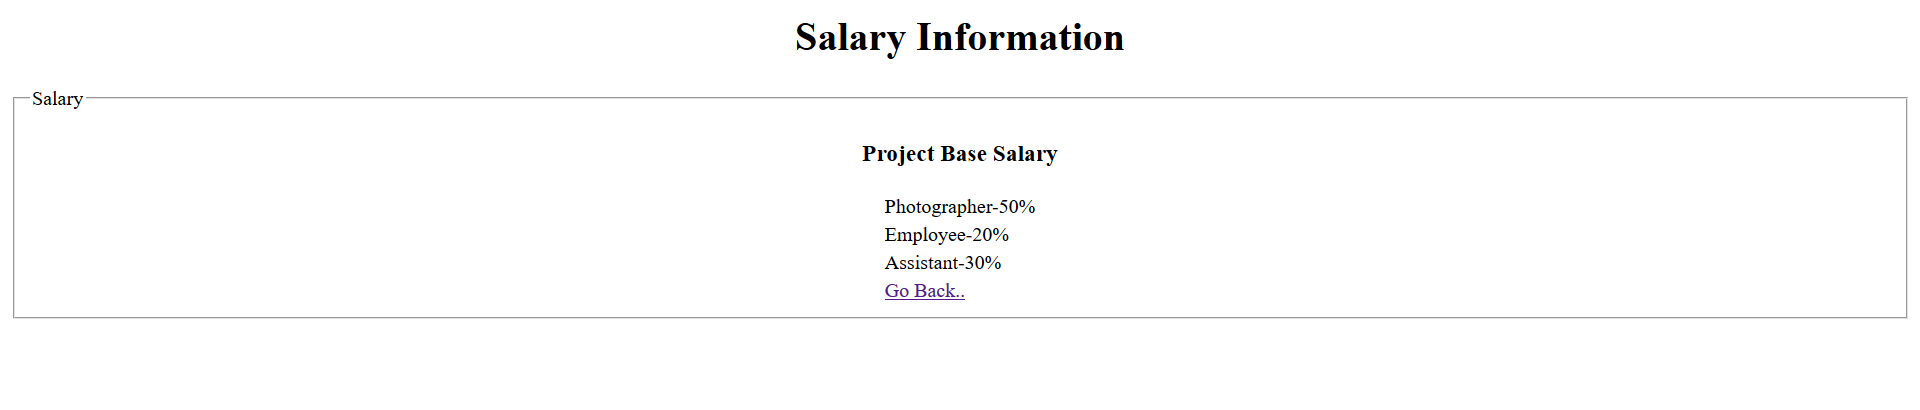 Salary Information
Salary
Project Base Salary
Photographer-50%
Employee-20%
Assistant-30%
Go Back..